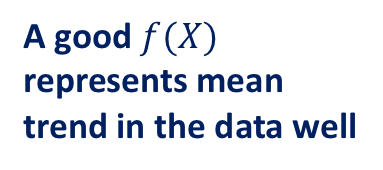 A good f(X)
represents mean
trend in the data well